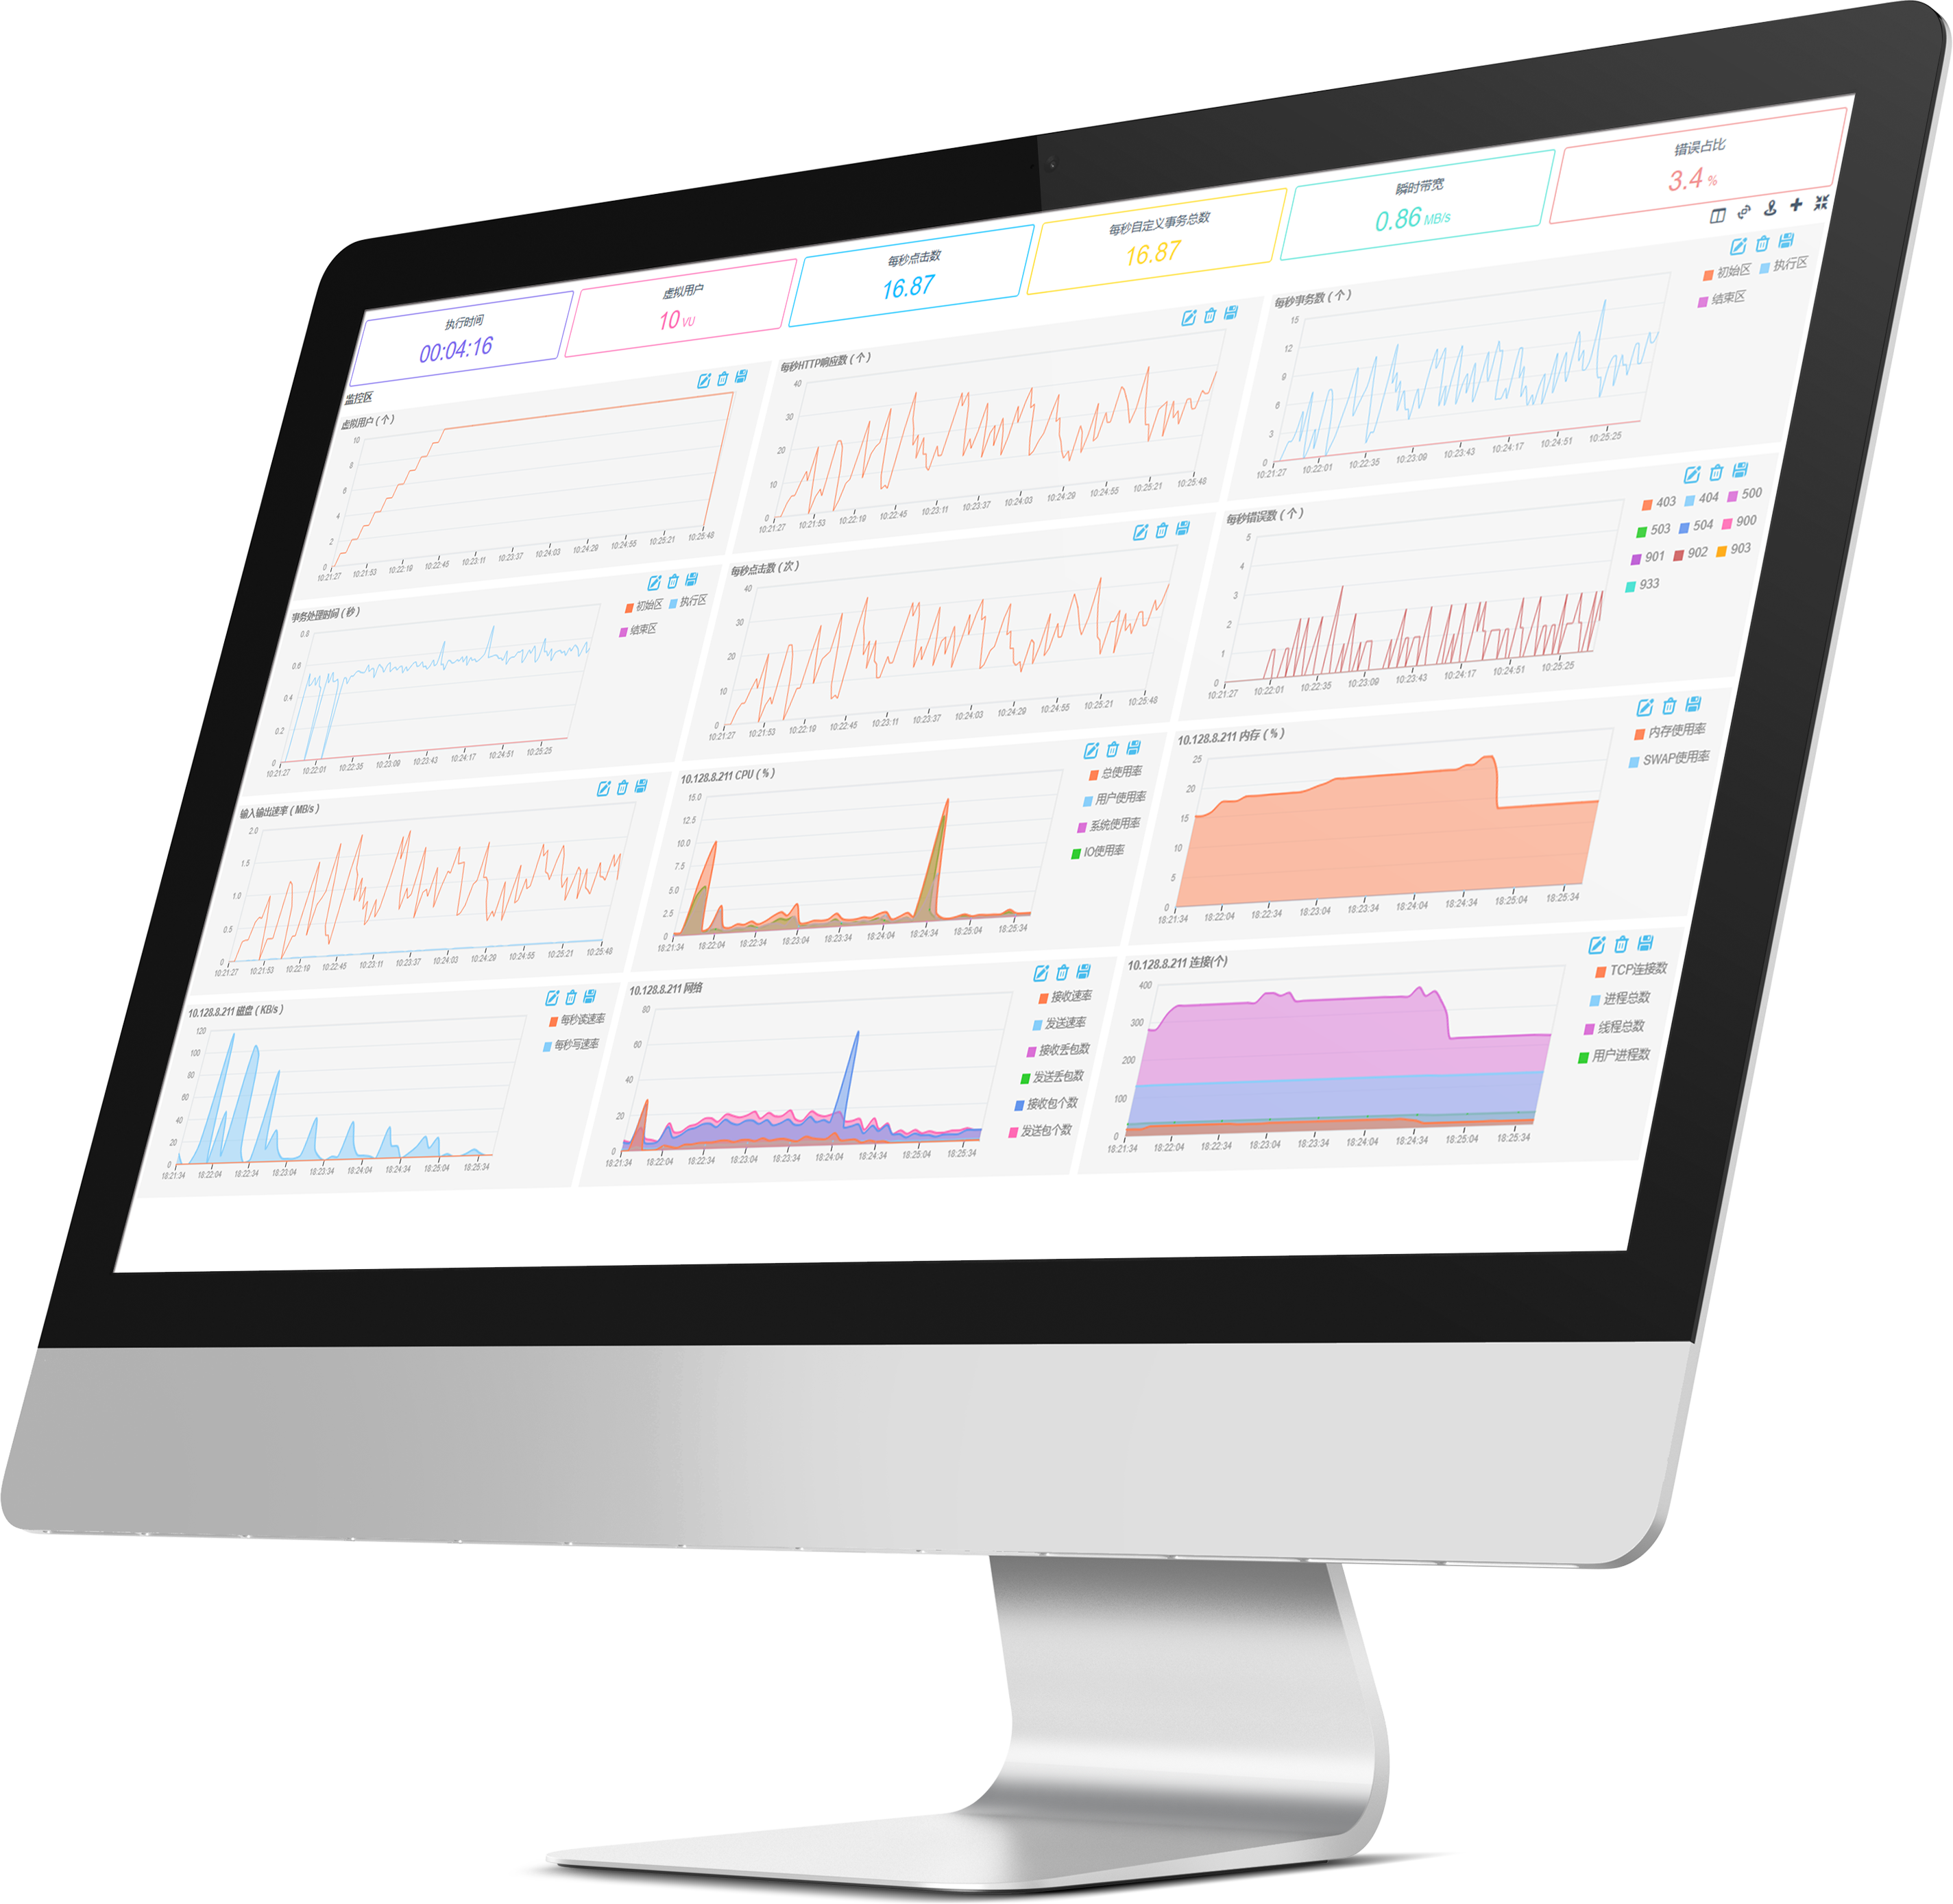 执行时间
00:04:16
虚拟用户
10 VU
每秒点击数
16.87
每秒自定义事务总数
16.87
瞬时带宽
0.86 MB/s
错误占比
3.4 %
监控区
虚拟用户 ( 个 )
10
8
6
4
2
0
10:21:27 10:21:53 10:22:19 10:22:45 10:23:11 10:23:37 10:24:03 10:24:29 10:24:55 10:25:21 10:25:48
每秒HTTP响应数 ( 个 )
40
30
20
10
0
10:21:27 10:21:53 10:22:19 10:22:45 10:23:11 10:23:37 10:24:03 10:24:29 10:24:55 10:25:21 10:25:48
每秒事务数 ( 个 )
初始区 执行区
结束区
15
12
9
6
3
0
10:21:27 10:22:01 10:22:35 10:23:09 10:23:43 10:24:17 10:24:51 10:25:25
事务处理时间 ( 秒 )
初始区 执行区
结束区
0.8
0.6
0.4
0.2
0
10:21:27 10:22:01 10:22:35 10:23:09 10:23:43 10:24:17 10:24:51 10:25:25
每秒点击数 ( 次 )
40
30
20
10
0
10:21:27 10:21:53 10:22:19 10:22:45 10:23:11 10:23:37 10:24:03 10:24:29 10:24:55 10:25:21 10:25:48
每秒错误数 ( 个 )
403 404 500
503 504 900
901 902 903
933
5
4
3
2
1
0
10:21:27 10:22:01 10:22:35 10:23:09 10:23:43 10:24:17 10:24:51 10:25:25
输入输出速率 ( MB/s )
2.0
1.5
1.0
0.5
0
10:21:27 10:21:53 10:22:19 10:22:45 10:23:11 10:23:37 10:24:03 10:24:29 10:24:55 10:25:21 10:25:48
10.128.8.211 CPU ( % )
总使用率
用户使用率
系统使用率
IO使用率
15.0
12.5
10.0
7.5
5.0
2.5
0
18:21:34 18:22:04 18:22:34 18:23:04 18:23:34 18:24:04 18:24:34 18:25:04 18:25:34
10.128.8.211 内存 ( % )
内存使用率
SWAP使用率
25
20
15
10
5
0
18:21:34 18:22:04 18:22:34 18:23:04 18:23:34 18:24:04 18:24:34 18:25:04 18:25:34
10.128.8.211 磁盘 ( KB/s )
每秒读速率
每秒写速率
120
100
80
60
40
20
0
18:21:34 18:22:04 18:22:34 18:23:04 18:23:34 18:24:04 18:24:34 18:25:04 18:25:34
10.128.8.211 网络
接收速率
发送速率
接收丢包数
发送丢包数
接收包个数
发送包个数
80
60
40
20
0
18:21:34 18:22:04 18:22:34 18:23:04 18:23:34 18:24:04 18:24:34 18:25:04 18:25:34
10.128.8.211 连接(个)
TCP连接数
进程总数
线程总数
用户进程数
400
300
200
100
0
18:21:34 18:22:04 18:22:34 18:23:04 18:23:34 18:24:04 18:24:34 18:25:04 18:25:34